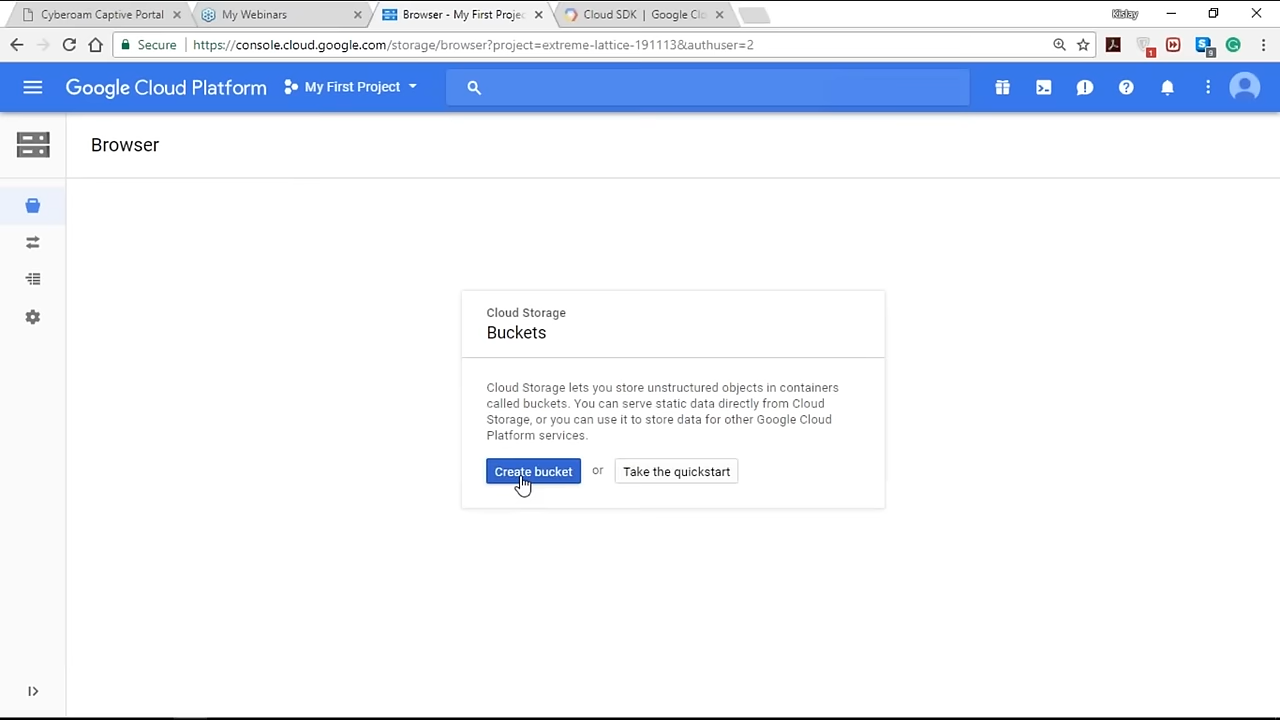 Cyberoam Captive Portal
My Webinars
Browser - My First Projec
Cloud SDK | Google Clo
Kislay
Secure
https://console.cloud.google.com/storage/browser?project=extreme-lattice-191113&authuser=2
1
9
Google Cloud Platform
My First Project
Browser
Cloud Storage
Buckets
Cloud Storage lets you store unstructured objects in containers
called buckets. You can serve static data directly from Cloud
Storage, or you can use it to store data for other Google Cloud
Platform services.
Create bucket or Take the quickstart